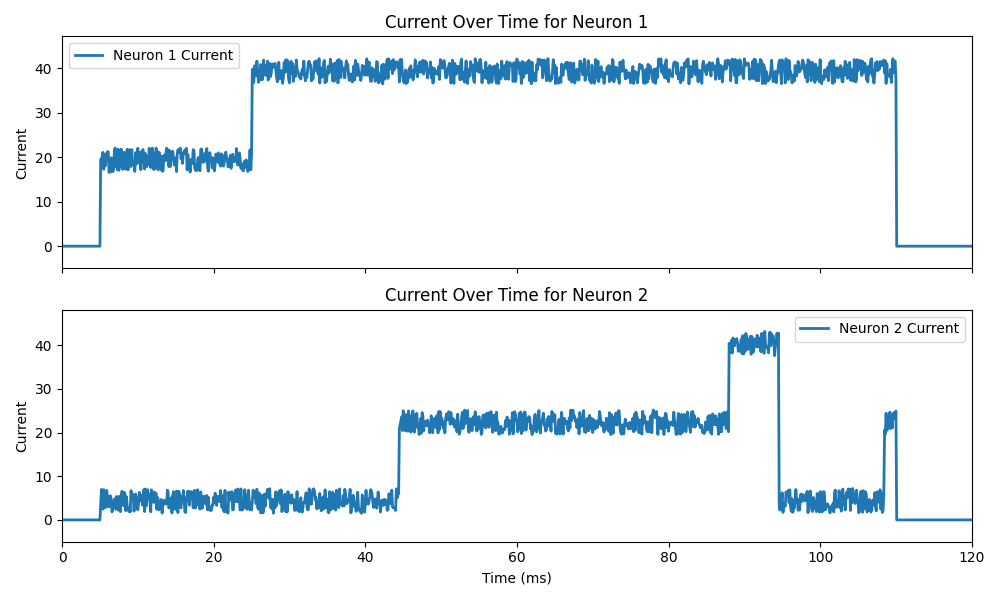 Current Over Time for Neuron 1
Neuron 1 Current
40
30
20
10
0
Current
Current Over Time for Neuron 2
Neuron 2 Current
40
30
20
10
0
Current
0 20 40 60 80 100 120
Time (ms)